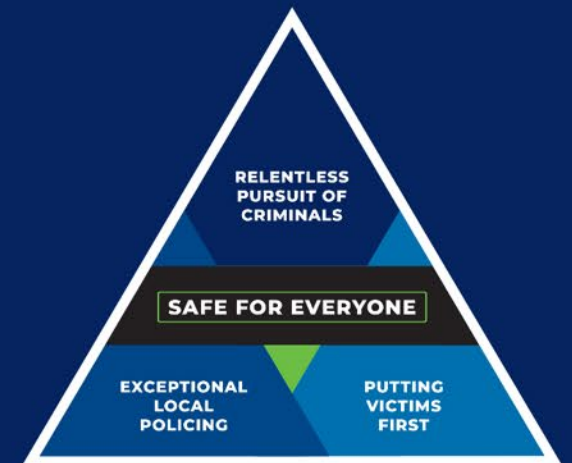 RELENTLESS
PURSUIT OF
CRIMINALS
SAFE FOR EVERYONE
EXCEPTIONAL
LOCAL
POLICING
PUTTING
VICTIMS
FIRST